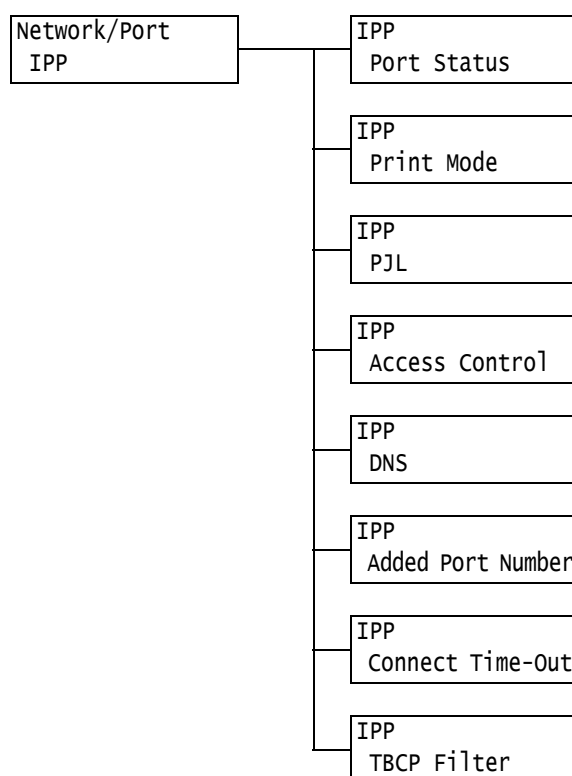 Network/Port
IPP
IPP
Port Status
IPP
Print Mode
IPP
PJL
IPP
Access Control
IPP
DNS
IPP
Added Port Number
IPP
Connect Time-Out
IPP
TBCP Filter